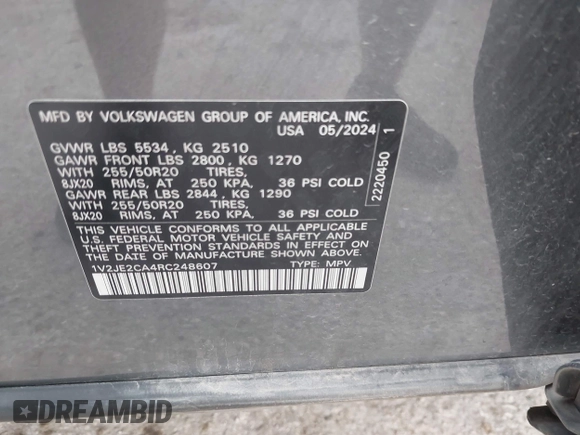 MFD BY VOLKSWAGEN GROUP OF AMERICA, INC.
USA 05/2024
GVWR LBS 5534 , KG 2510
GAWR FRONT LBS 2800 , KG 1270
WITH 255/50R20 TIRES,
8JX20 RIMS, AT 250 KPA, 36 PSI COLD
GAWR REAR LBS 2844 , KG 1290
WITH 255/50R20 TIRES,
8JX20 RIMS, AT 250 KPA, 36 PSI COLD
THIS VEHICLE CONFORMS TO ALL APPLICABLE
U.S. FEDERAL MOTOR VEHICLE SAFETY AND
THEFT PREVENTION STANDARDS IN EFFECT ON
THE DATE OF MANUFACTURE SHOWN ABOVE.
1V2JE2CA4RC248607 TYPE: MPV
2220450 1
DREAMBID